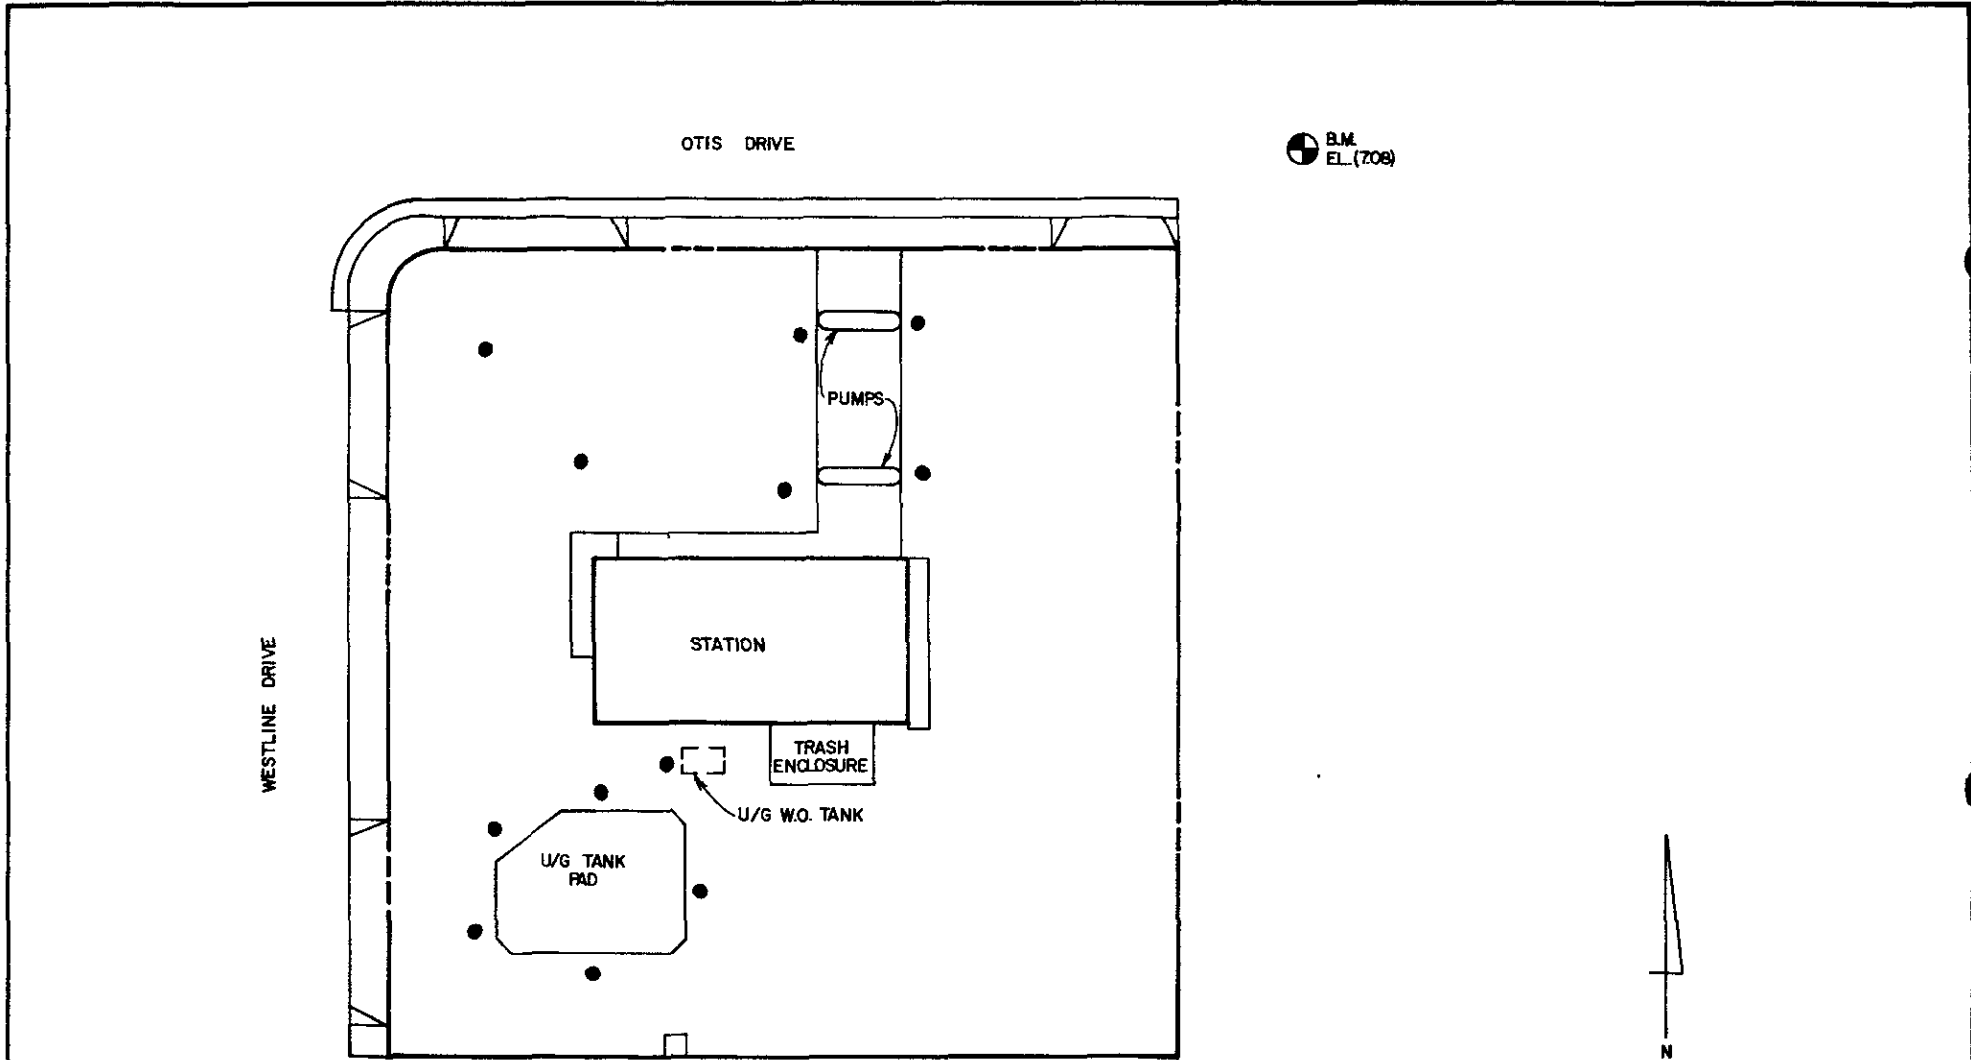 OTIS DRIVE
B.M.
EL. (7.08)
PUMPS
STATION
WESTLINE DRIVE
TRASH
ENCLOSURE
U/G W.O. TANK
U/G TANK
PAD
N